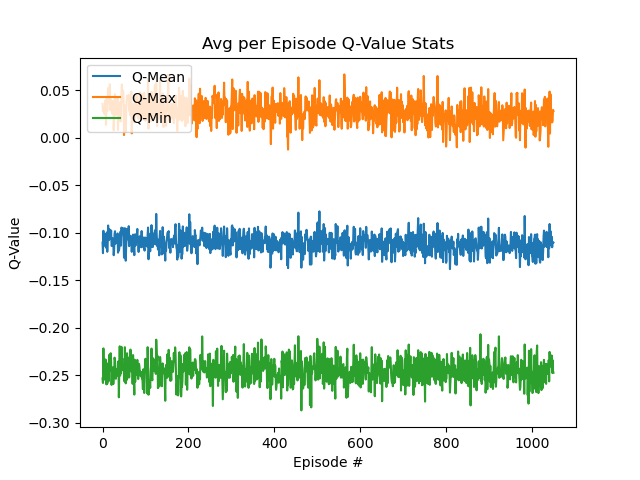 Avg per Episode Q-Value Stats
Q-Mean
Q-Max
Q-Min
0.05
0.00
−0.05
−0.10
−0.15
−0.20
−0.25
−0.30
Q-Value
0 200 400 600 800 1000
Episode #